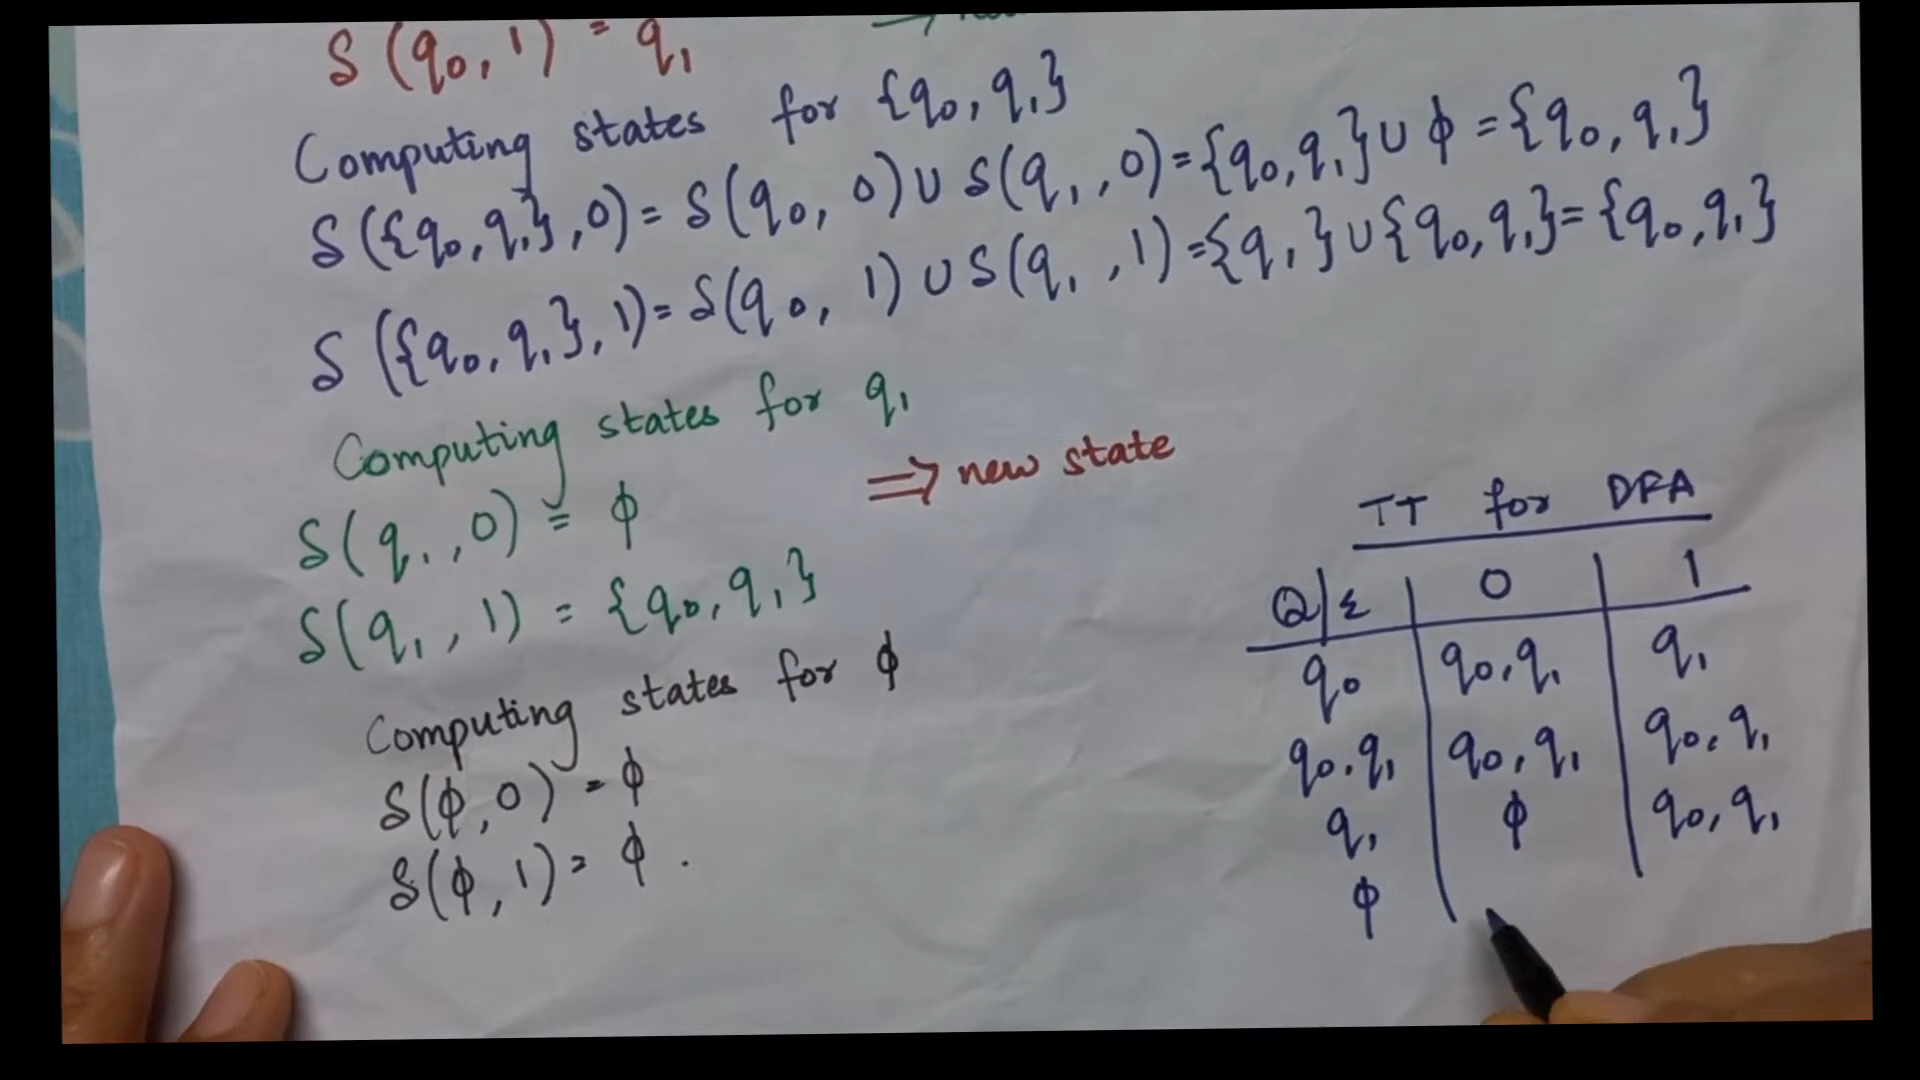 δ(q₀, 1) = q₁
Computing states for {q₀, q₁}
δ({q₀, q₁}, 0) = δ(q₀, 0) ∪ δ(q₁, 0) = {q₀, q₁} ∪ ϕ = {q₀, q₁}
δ({q₀, q₁}, 1) = δ(q₀, 1) ∪ δ(q₁, 1) = {q₁} ∪ {q₀, q₁} = {q₀, q₁}
Computing states for q₁
δ(q₁, 0) = ϕ ⇒ new state
δ(q₁, 1) = {q₀, q₁}
Computing states for ϕ
δ(ϕ, 0) = ϕ
δ(ϕ, 1) = ϕ.
TT for DFA
Q/Σ 0 1
q₀ q₀, q₁ q₁
q₀, q₁ q₀, q₁ q₀, q₁
q₁ ϕ q₀, q₁
ϕ